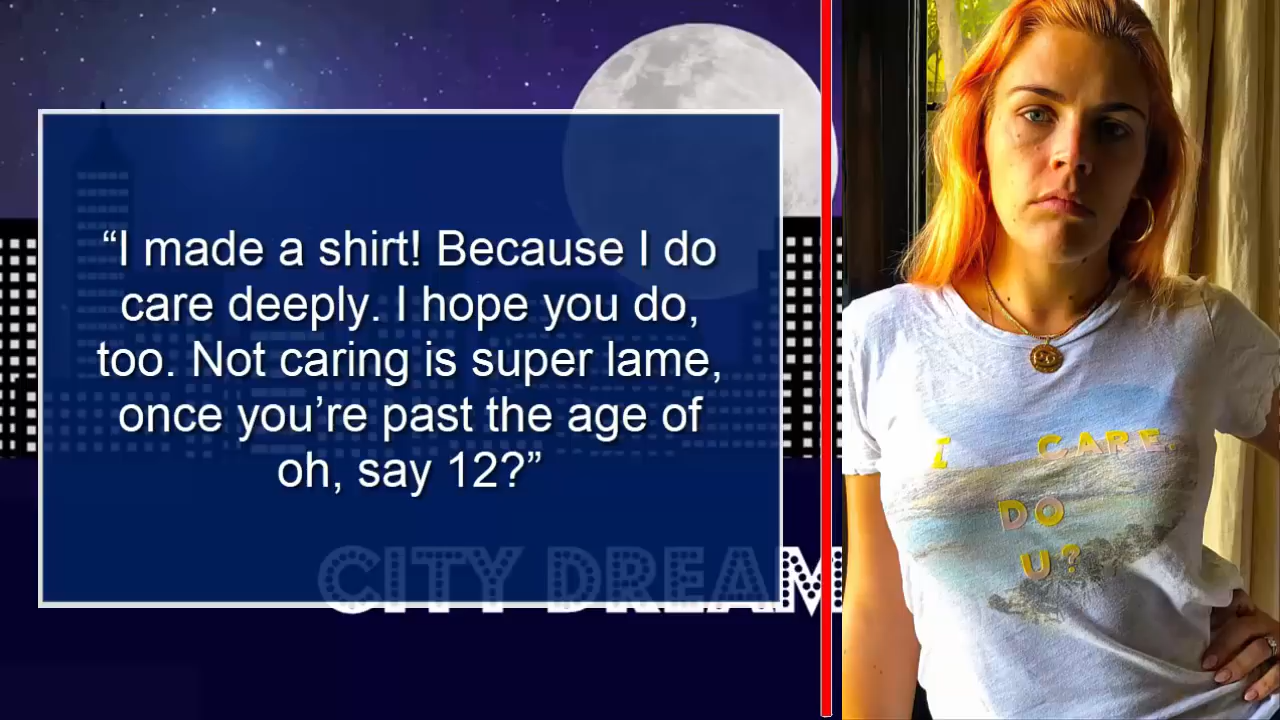 “I made a shirt! Because I do
care deeply. I hope you do,
too. Not caring is super lame,
once you’re past the age of
oh, say 12?”
CITY DREAM
I CARE.
DO
U?